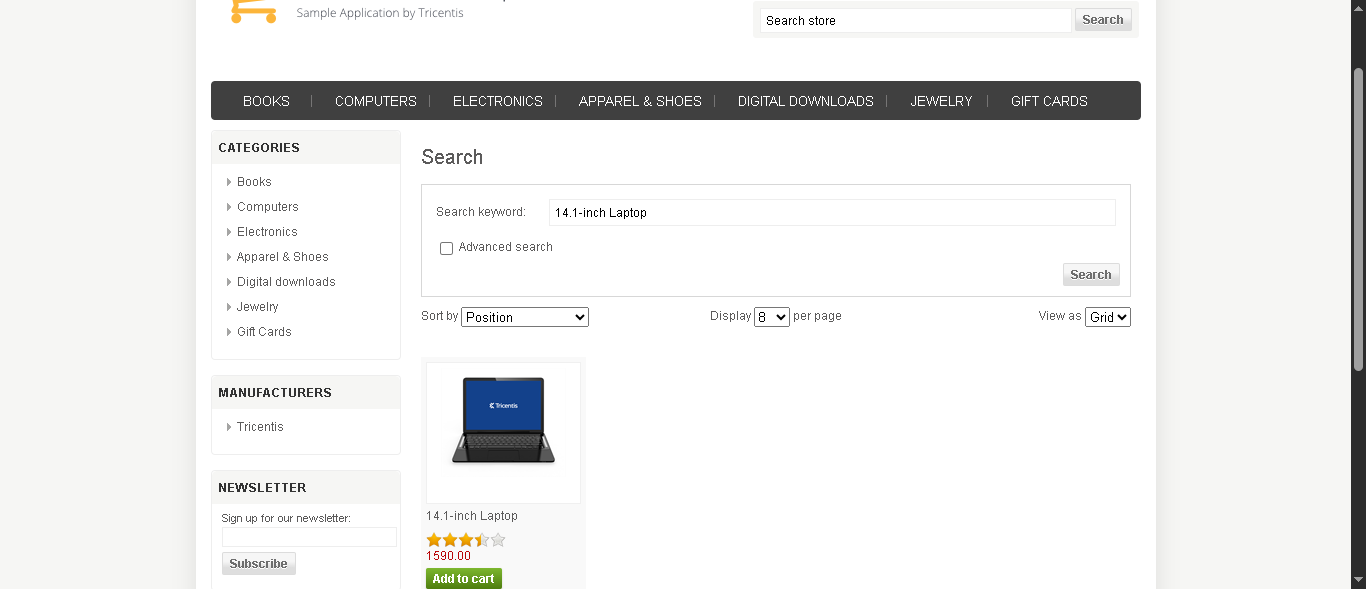 Sample Application by Tricentis
Search store
Search
BOOKS
COMPUTERS
ELECTRONICS
APPAREL & SHOES
DIGITAL DOWNLOADS
JEWELRY
GIFT CARDS
CATEGORIES
Books
Computers
Electronics
Apparel & Shoes
Digital downloads
Jewelry
Gift Cards
MANUFACTURERS
Tricentis
NEWSLETTER
Sign up for our newsletter:
Subscribe
Search
Search keyword: 14.1-inch Laptop
Advanced search
Search
Sort by Position
Display 8 per page
View as Grid
Tricentis
14.1-inch Laptop
1590.00
Add to cart